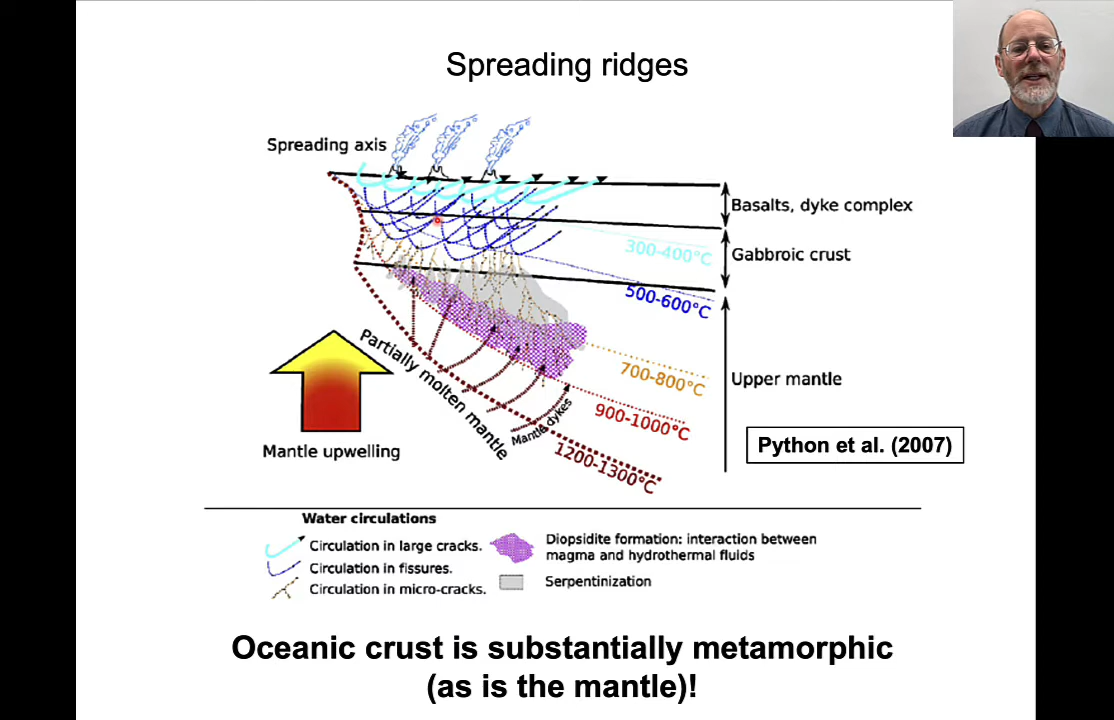 Spreading ridges
Spreading axis
Basalts, dyke complex
300-400°C
Gabbroic crust
500-600°C
Partially molten mantle
700-800°C
Upper mantle
900-1000°C
Mantle dykes
Mantle upwelling
1200-1300°C
Python et al. (2007)
Water circulations
Circulation in large cracks.
Circulation in fissures.
Circulation in micro-cracks.
Diopsidite formation: interaction between
magma and hydrothermal fluids
Serpentinization
Oceanic crust is substantially metamorphic
(as is the mantle)!